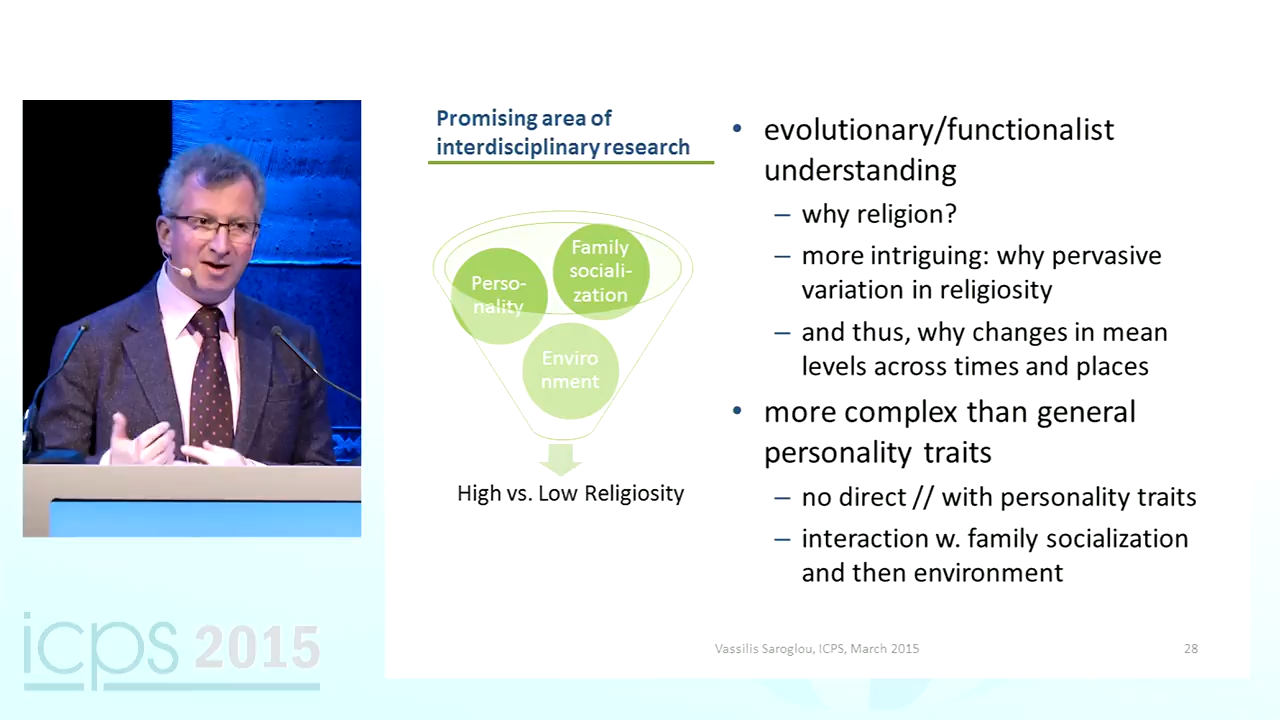 Promising area of
interdisciplinary research
Perso-
nality
Family
sociali-
zation
Enviro
nment
High vs. Low Religiosity
• evolutionary/functionalist
understanding
– why religion?
– more intriguing: why pervasive
variation in religiosity
– and thus, why changes in mean
levels across times and places
• more complex than general
personality traits
– no direct // with personality traits
– interaction w. family socialization
and then environment
Vassilis Saroglou, ICPS, March 2015
28
icps 2015